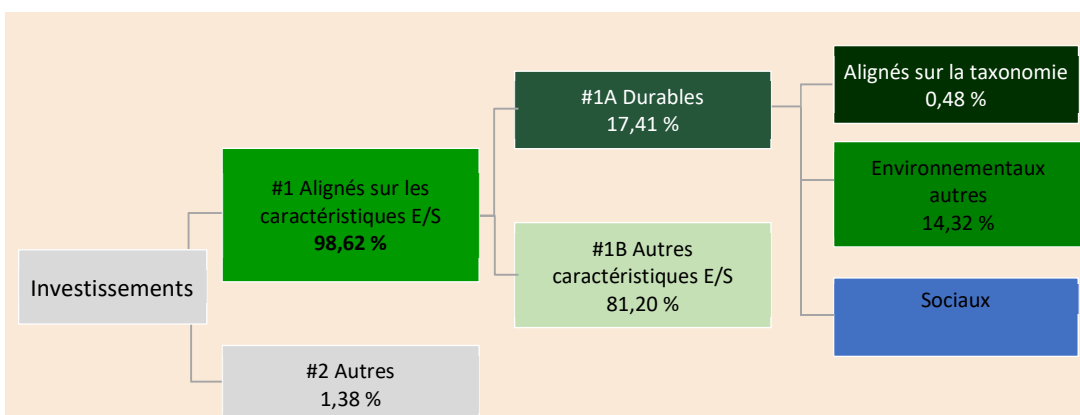 Investissements
#1 Alignés sur les
caractéristiques E/S
98,62 %
#2 Autres
1,38 %
#1A Durables
17,41 %
#1B Autres
caractéristiques E/S
81,20 %
Alignés sur la taxonomie
0,48 %
Environnementaux
autres
14,32 %
Sociaux